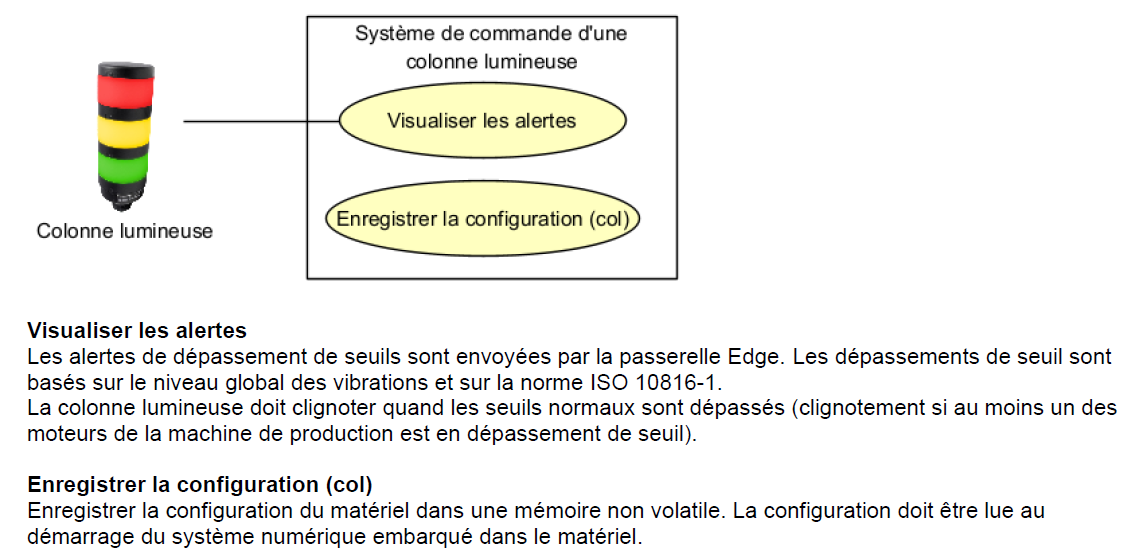 Système de commande d'une
colonne lumineuse
Visualiser les alertes
Enregistrer la configuration (col)
Colonne lumineuse
Visualiser les alertes
Les alertes de dépassement de seuils sont envoyées par la passerelle Edge. Les dépassements de seuil sont
basés sur le niveau global des vibrations et sur la norme ISO 10816-1.
La colonne lumineuse doit clignoter quand les seuils normaux sont dépassés (clignotement si au moins un des
moteurs de la machine de production est en dépassement de seuil).
Enregistrer la configuration (col)
Enregistrer la configuration du matériel dans une mémoire non volatile. La configuration doit être lue au
démarrage du système numérique embarqué dans le matériel.